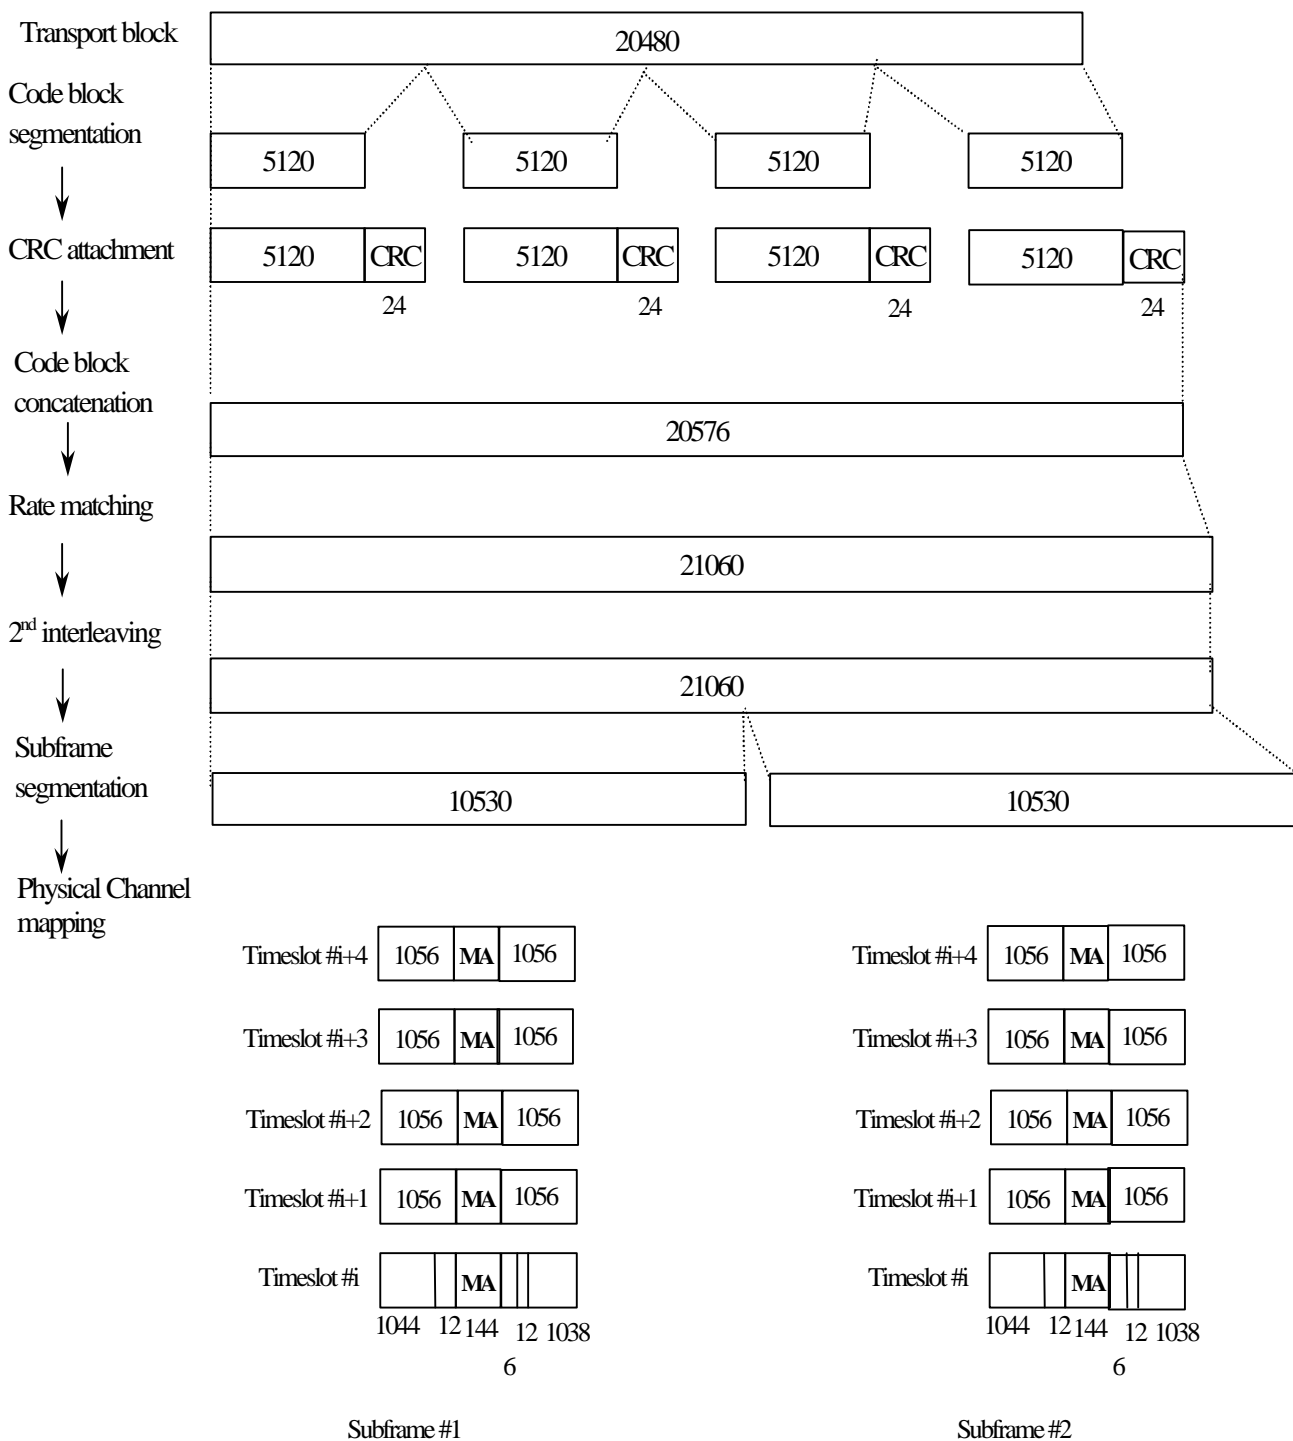 Transport block
20480
Code block
segmentation
5120 5120 5120 5120
CRC attachment
5120 CRC 5120 CRC 5120 CRC 5120 CRC
24 24 24 24
Code block
concatenation
20576
Rate matching
21060
2nd interleaving
21060
Subframe
segmentation
10530 10530
Physical Channel
mapping
Timeslot #i+4 1056 MA 1056 Timeslot #i+4 1056 MA 1056
Timeslot #i+3 1056 MA 1056 Timeslot #i+3 1056 MA 1056
Timeslot #i+2 1056 MA 1056 Timeslot #i+2 1056 MA 1056
Timeslot #i+1 1056 MA 1056 Timeslot #i+1 1056 MA 1056
Timeslot #i MA Timeslot #i MA
1044 12 144 12 1038 1044 12 144 12 1038
6 6
Subframe #1 Subframe #2